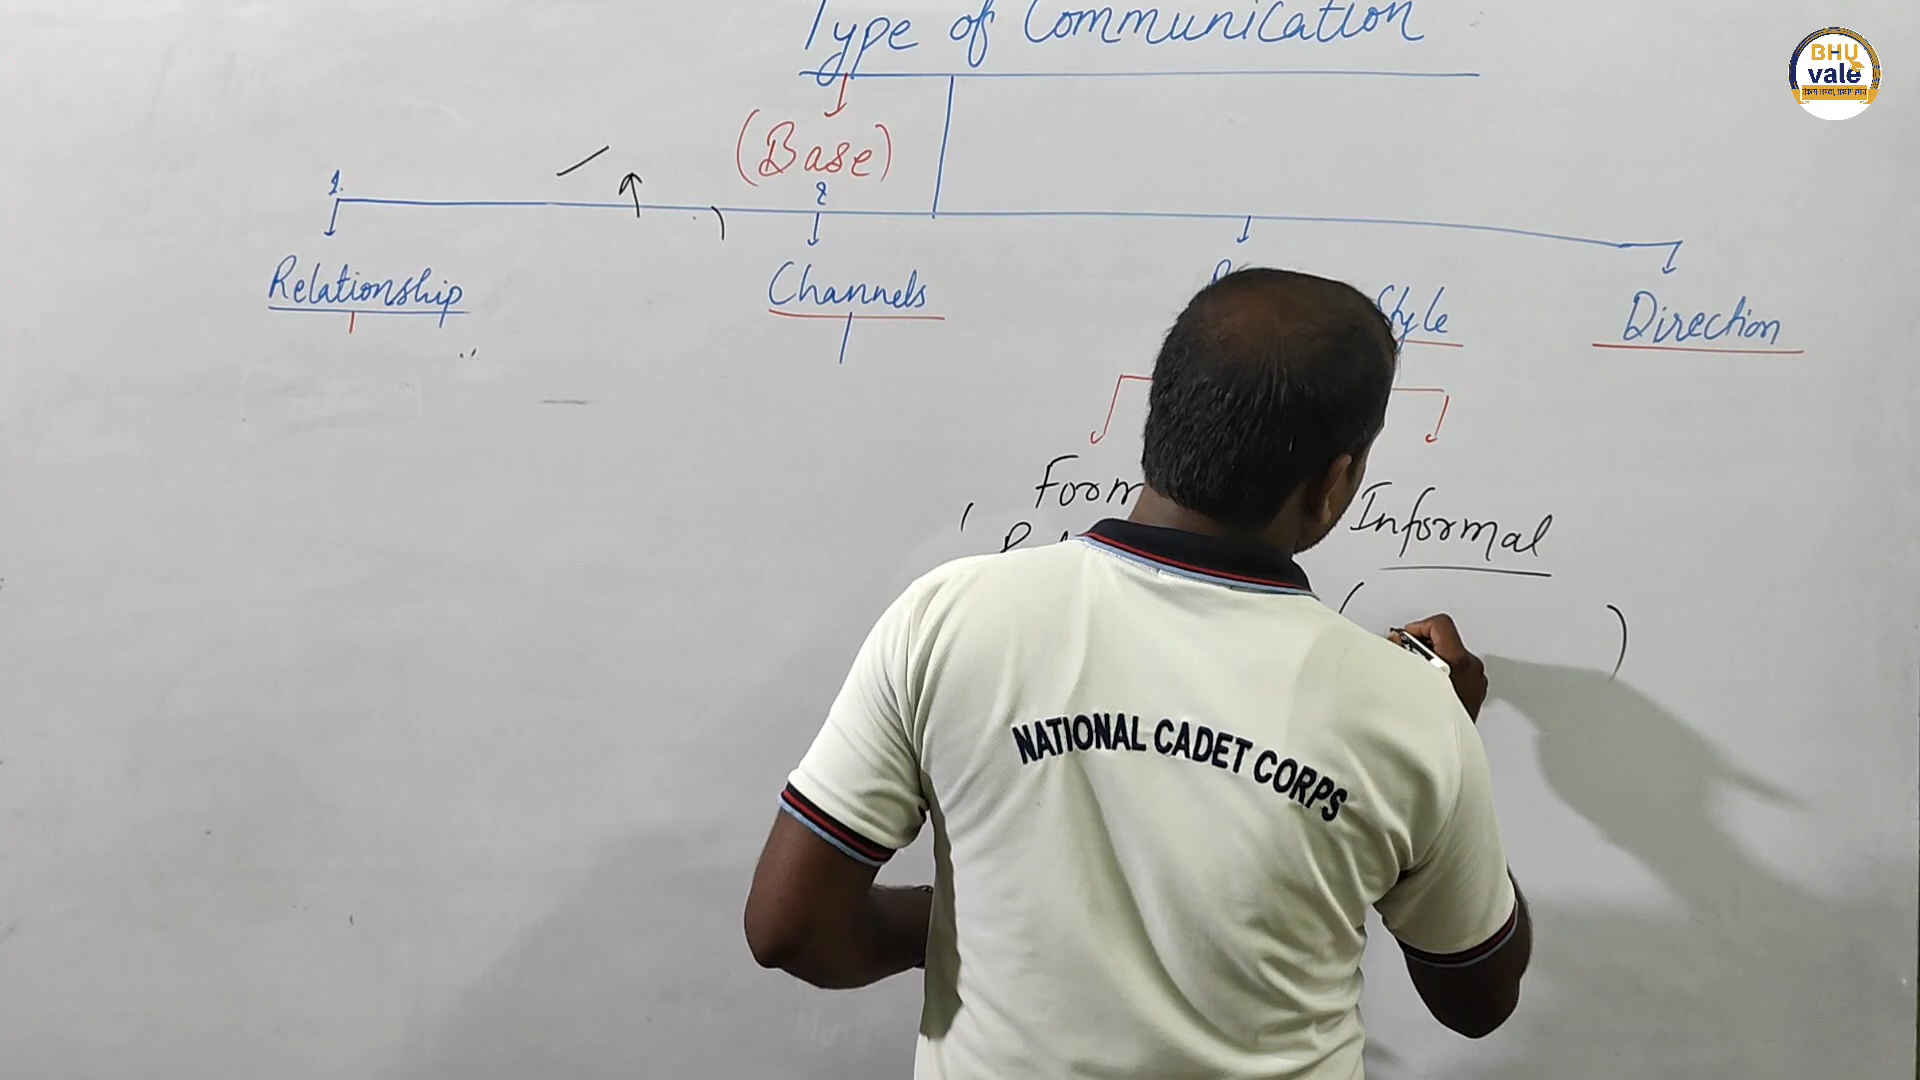 Type of Communication
BHU
vale
(Base)
1.
2
Relationship
Channels
Style
Direction
Informal
(
)
NATIONAL CADET CORPS